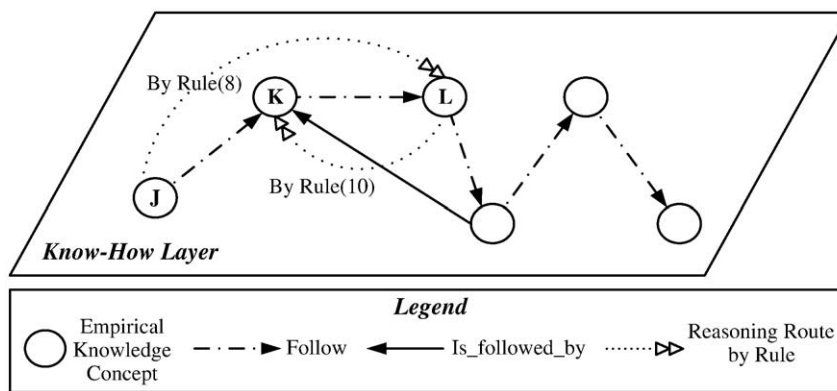 By Rule(8)
K
L
By Rule(10)
J
Know-How Layer
Legend
Empirical
Knowledge
Concept
Follow
Is_followed_by
Reasoning Route
by Rule